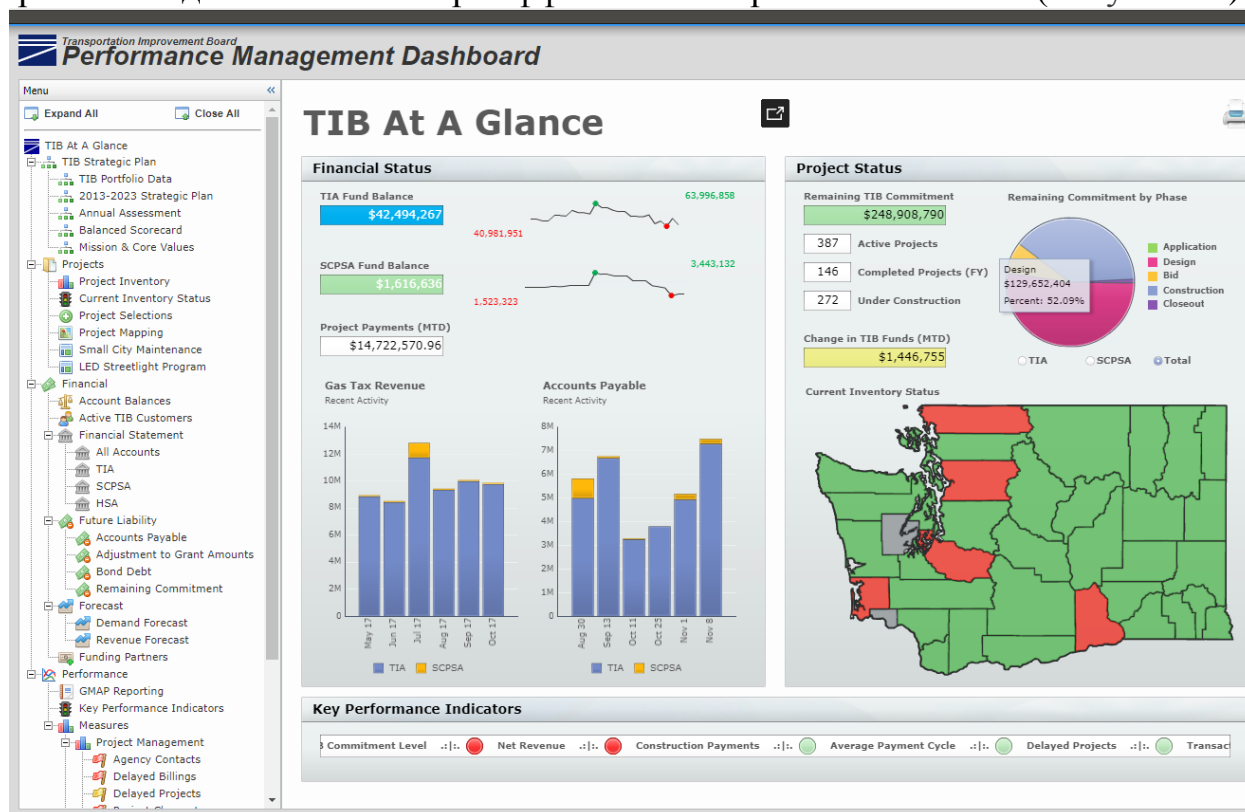 Transportation Improvement Board
Performance Management Dashboard
Menu «
Expand All Close All
TIB At A Glance
TIB Strategic Plan
TIB Portfolio Data
2013-2023 Strategic Plan
Annual Assessment
Balanced Scorecard
Mission & Core Values
Projects
Project Inventory
Current Inventory Status
Project Selections
Project Mapping
Small City Maintenance
LED Streetlight Program
Financial
Account Balances
Active TIB Customers
Financial Statement
All Accounts
TIA
SCPSA
HSA
Future Liability
Accounts Payable
Adjustment to Grant Amounts
Bond Debt
Remaining Commitment
Forecast
Demand Forecast
Revenue Forecast
Funding Partners
Performance
GMAP Reporting
Key Performance Indicators
Measures
Project Management
Agency Contacts
Delayed Billings
Delayed Projects
TIB At A Glance
Financial Status
TIA Fund Balance
$42,494,267
63,996,858
40,981,951
SCPSA Fund Balance
$1,616,636
3,443,132
1,523,323
Project Payments (MTD)
$14,722,570.96
Gas Tax Revenue
Recent Activity
14M
12M
10M
8M
6M
4M
2M
0
May 17 Jun 17 Jul 17 Aug 17 Sep 17 Oct 17
TIA SCPSA
Accounts Payable
Recent Activity
8M
7M
6M
5M
4M
3M
2M
1M
0
Aug 30 Sep 13 Oct 11 Oct 25 Nov 1 Nov 8
TIA SCPSA
Project Status
Remaining TIB Commitment
$248,908,790
387 Active Projects
146 Completed Projects (FY)
272 Under Construction
Change in TIB Funds (MTD)
$1,446,755
Remaining Commitment by Phase
Design
$129,652,404
Percent: 52.09%
Application
Design
Bid
Construction
Closeout
TIA SCPSA Total
Current Inventory Status
Key Performance Indicators
Commitment Level .:|:. Net Revenue .:|:. Construction Payments .:|:. Average Payment Cycle .:|:. Delayed Projects .:|:. Transact